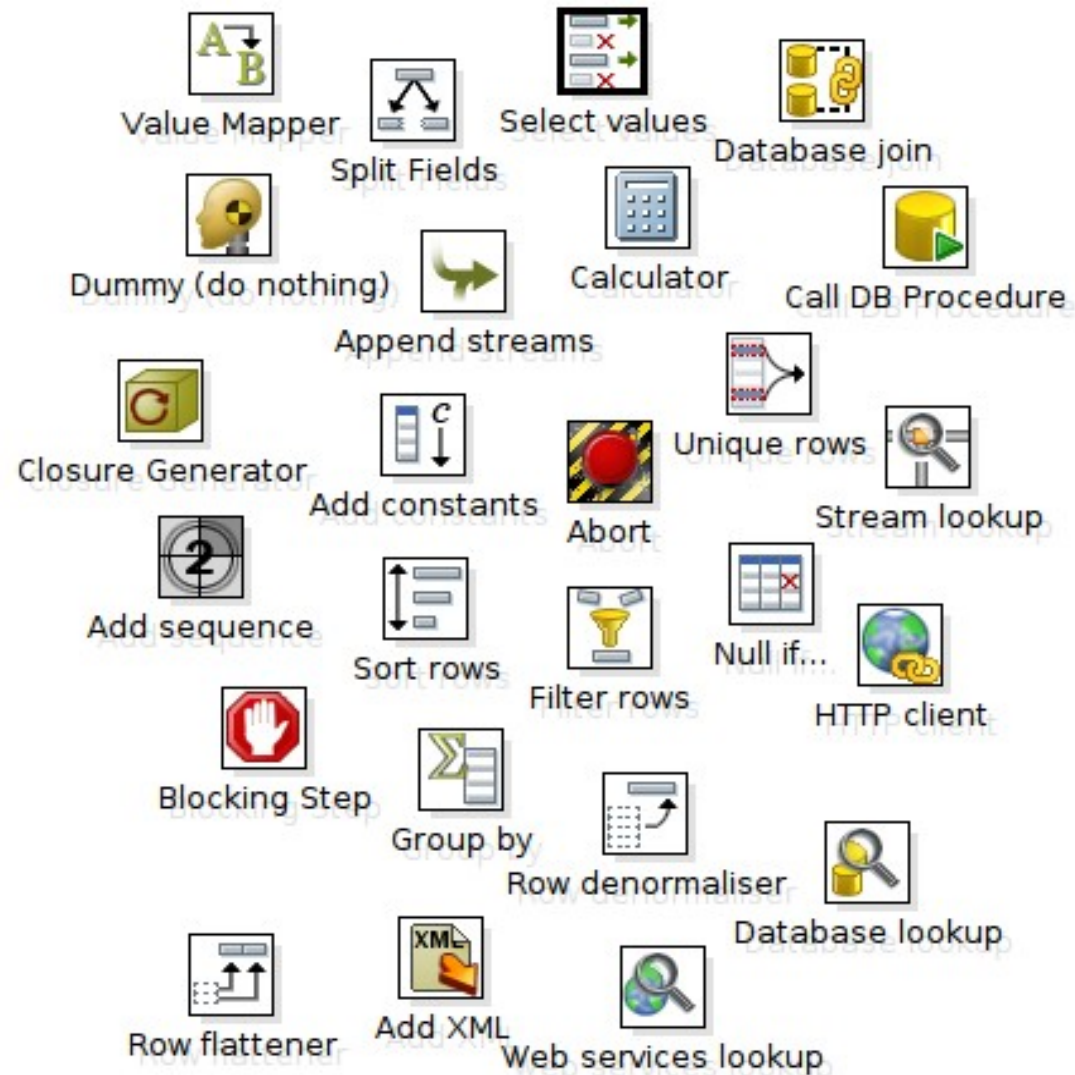 A B
Value Mapper
Split Fields
Select values
Database join
Dummy (do nothing)
Append streams
Calculator
Call DB Procedure
Closure Generator
C
Add constants
Abort
Unique rows
Stream lookup
2
Add sequence
Sort rows
Filter rows
Null if...
HTTP client
Blocking Step
Σ
Group by
Row denormaliser
Database lookup
Row flattener
XML
Add XML
Web services lookup